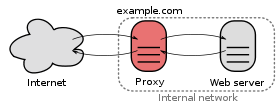 example.com
Internet
Proxy
Web server
Internal network